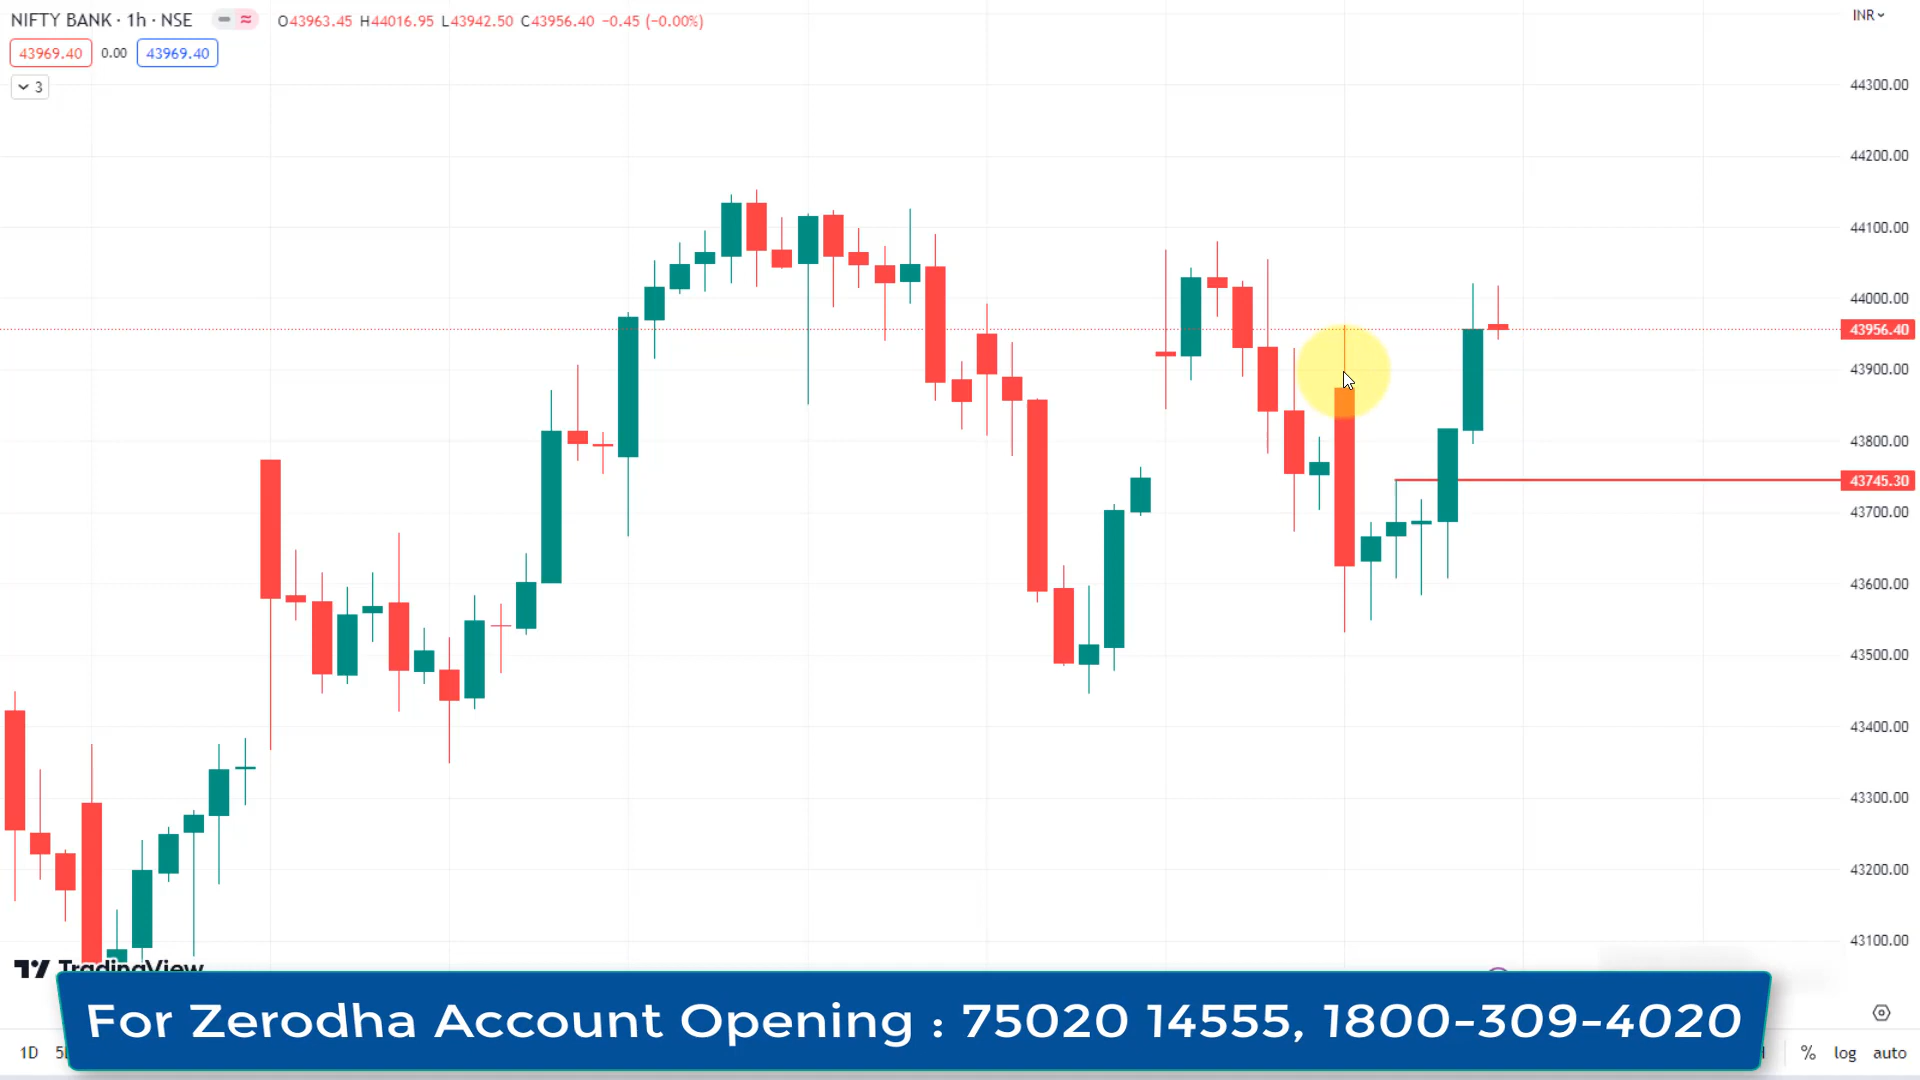 NIFTY BANK · 1h · NSE
O43963.45 H44016.95 L43942.50 C43956.40 −0.45 (−0.00%)
INR
43969.40 0.00 43969.40
3
44300.00
44200.00
44100.00
44000.00
43956.40
43900.00
43800.00
43745.30
43700.00
43600.00
43500.00
43400.00
43300.00
43200.00
43100.00
TradingView
For Zerodha Account Opening : 75020 14555, 1800-309-4020
1D
% log auto